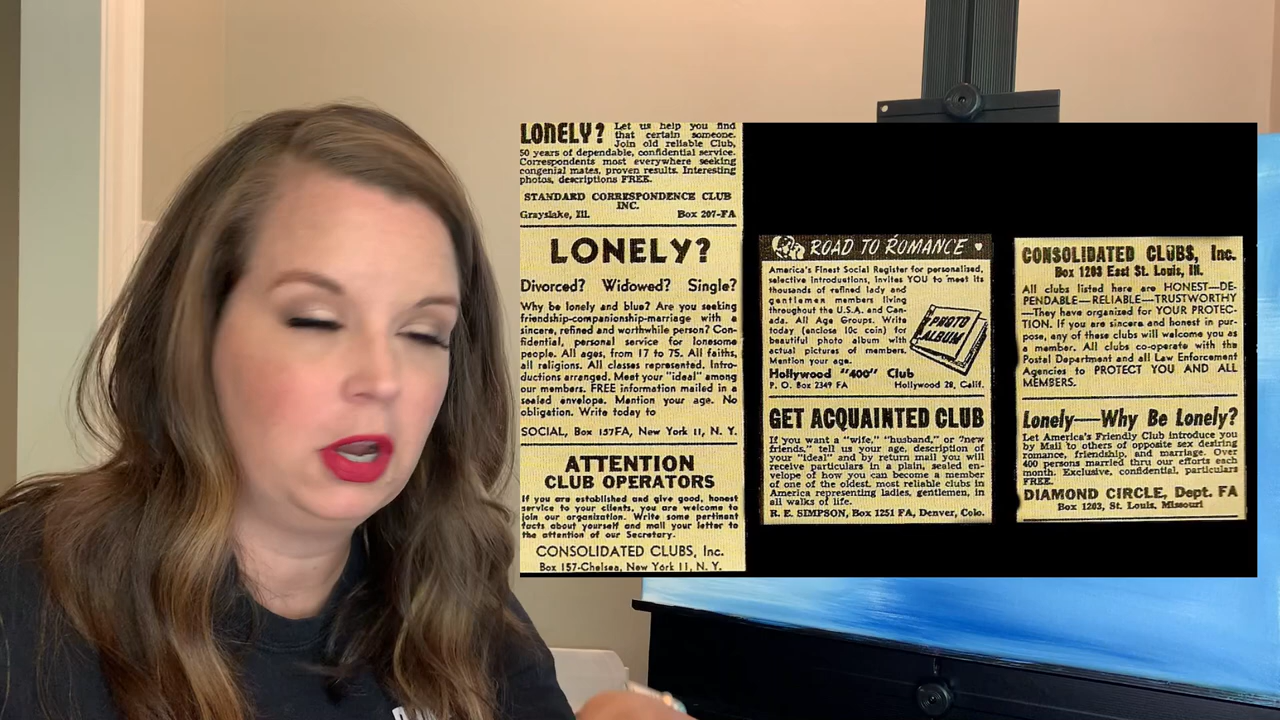 LONELY? Let us help you find
that certain someone.
Join old reliable Club,
50 years of dependable, confidential service.
Correspondents most everywhere seeking
congenial mates, proven results. Interesting
photos, descriptions FREE.
STANDARD CORRESPONDENCE CLUB
INC.
Grayslake, Ill. Box 207-FA
LONELY?
Divorced? Widowed? Single?
Why be lonely and blue? Are you seeking
friendship-companionship-marriage with a
sincere, refined and worthwhile person? Con-
fidential, personal service for lonesome
people. All ages, from 17 to 75. All faiths,
all religions. All classes represented. Intro-
ductions arranged. Meet your "ideal" among
our members. FREE information mailed in a
sealed envelope. Mention your age. No
obligation. Write today to
SOCIAL, Box 157FA, New York 11, N. Y.
ATTENTION
CLUB OPERATORS
If you are established and give good, honest
service to your clients, you are welcome to
join our organization. Write some pertinent
facts about yourself and mail your letter to
the attention of our Secretary.
CONSOLIDATED CLUBS, Inc.
Box 157-Chelsea, New York 11, N. Y.
ROAD TO ROMANCE
America's Finest Social Register for personalized,
selective introductions, invites YOU to meet its
thousands of refined lady and
gentlemen members living
throughout the U.S.A. and Can-
ada. All Age Groups. Write
today (enclose 10c coin) for
beautiful photo album with
actual pictures of members.
Mention your age.
PHOTO
ALBUM
Hollywood "400" Club
P. O. Box 2349 FA Hollywood 28, Calif.
GET ACQUAINTED CLUB
If you want a "wife," "husband," or "new
friends," tell us your age, description of
your "ideal" and by return mail you will
receive particulars in a plain, sealed en-
velope of how you can become a member
of one of the oldest, most reliable clubs in
America representing ladies, gentlemen, in
all walks of life.
R. E. SIMPSON, Box 1251 FA, Denver, Colo.
CONSOLIDATED CLUBS, Inc.
Box 1203 East St. Louis, Ill.
All clubs listed here are HONEST—DE-
PENDABLE—RELIABLE—TRUSTWORTHY
—They have organized for YOUR PROTEC-
TION. If you are sincere and honest in pur-
pose, any of these clubs will welcome you as
a member. All clubs co-operate with the
Postal Department and all Law Enforcement
Agencies to PROTECT YOU AND ALL
MEMBERS.
Lonely—Why Be Lonely?
Let America's Friendly Club introduce you
by Mail to others of opposite sex desiring
romance, friendship, and marriage. Over
400 persons married thru our efforts each
month. Exclusive, confidential, particulars
FREE.
DIAMOND CIRCLE, Dept. FA
Box 1203, St. Louis, Missouri